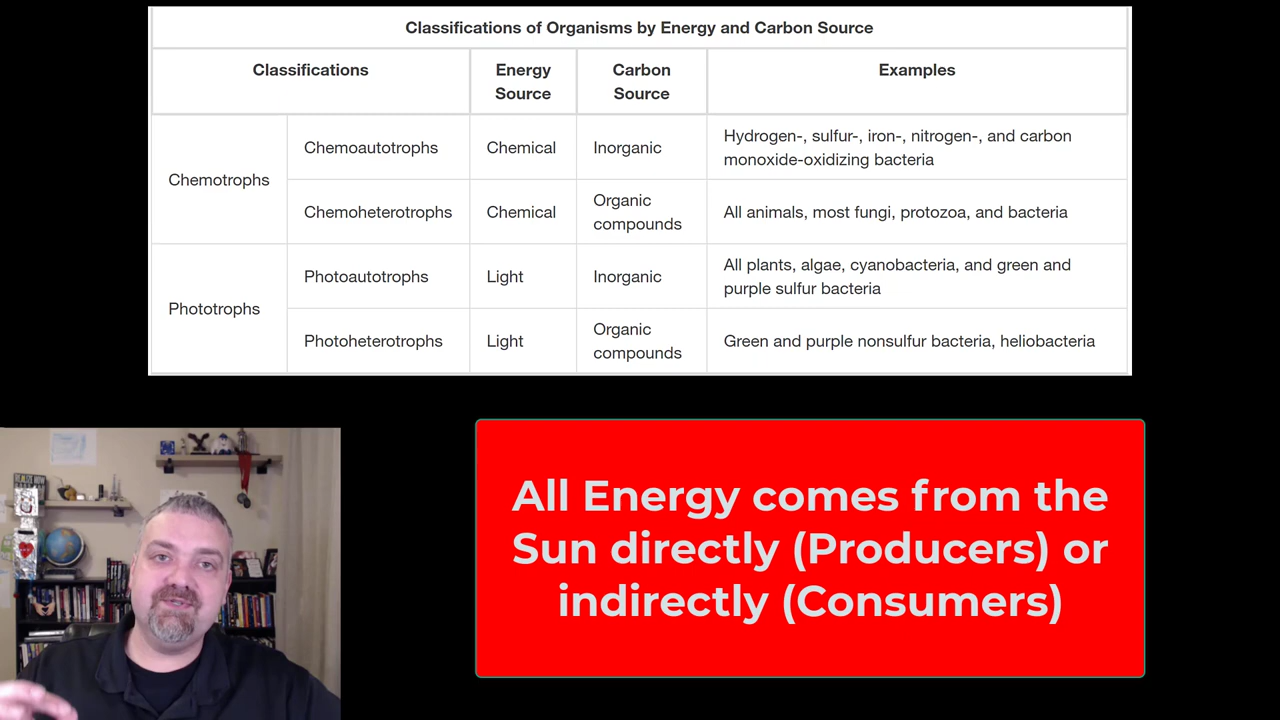 Classifications of Organisms by Energy and Carbon Source
Classifications
Energy
Source
Carbon
Source
Examples
Chemotrophs
Chemoautotrophs
Chemical
Inorganic
Hydrogen-, sulfur-, iron-, nitrogen-, and carbon
monoxide-oxidizing bacteria
Chemoheterotrophs
Chemical
Organic
compounds
All animals, most fungi, protozoa, and bacteria
Phototrophs
Photoautotrophs
Light
Inorganic
All plants, algae, cyanobacteria, and green and
purple sulfur bacteria
Photoheterotrophs
Light
Organic
compounds
Green and purple nonsulfur bacteria, heliobacteria
All Energy comes from the
Sun directly (Producers) or
indirectly (Consumers)